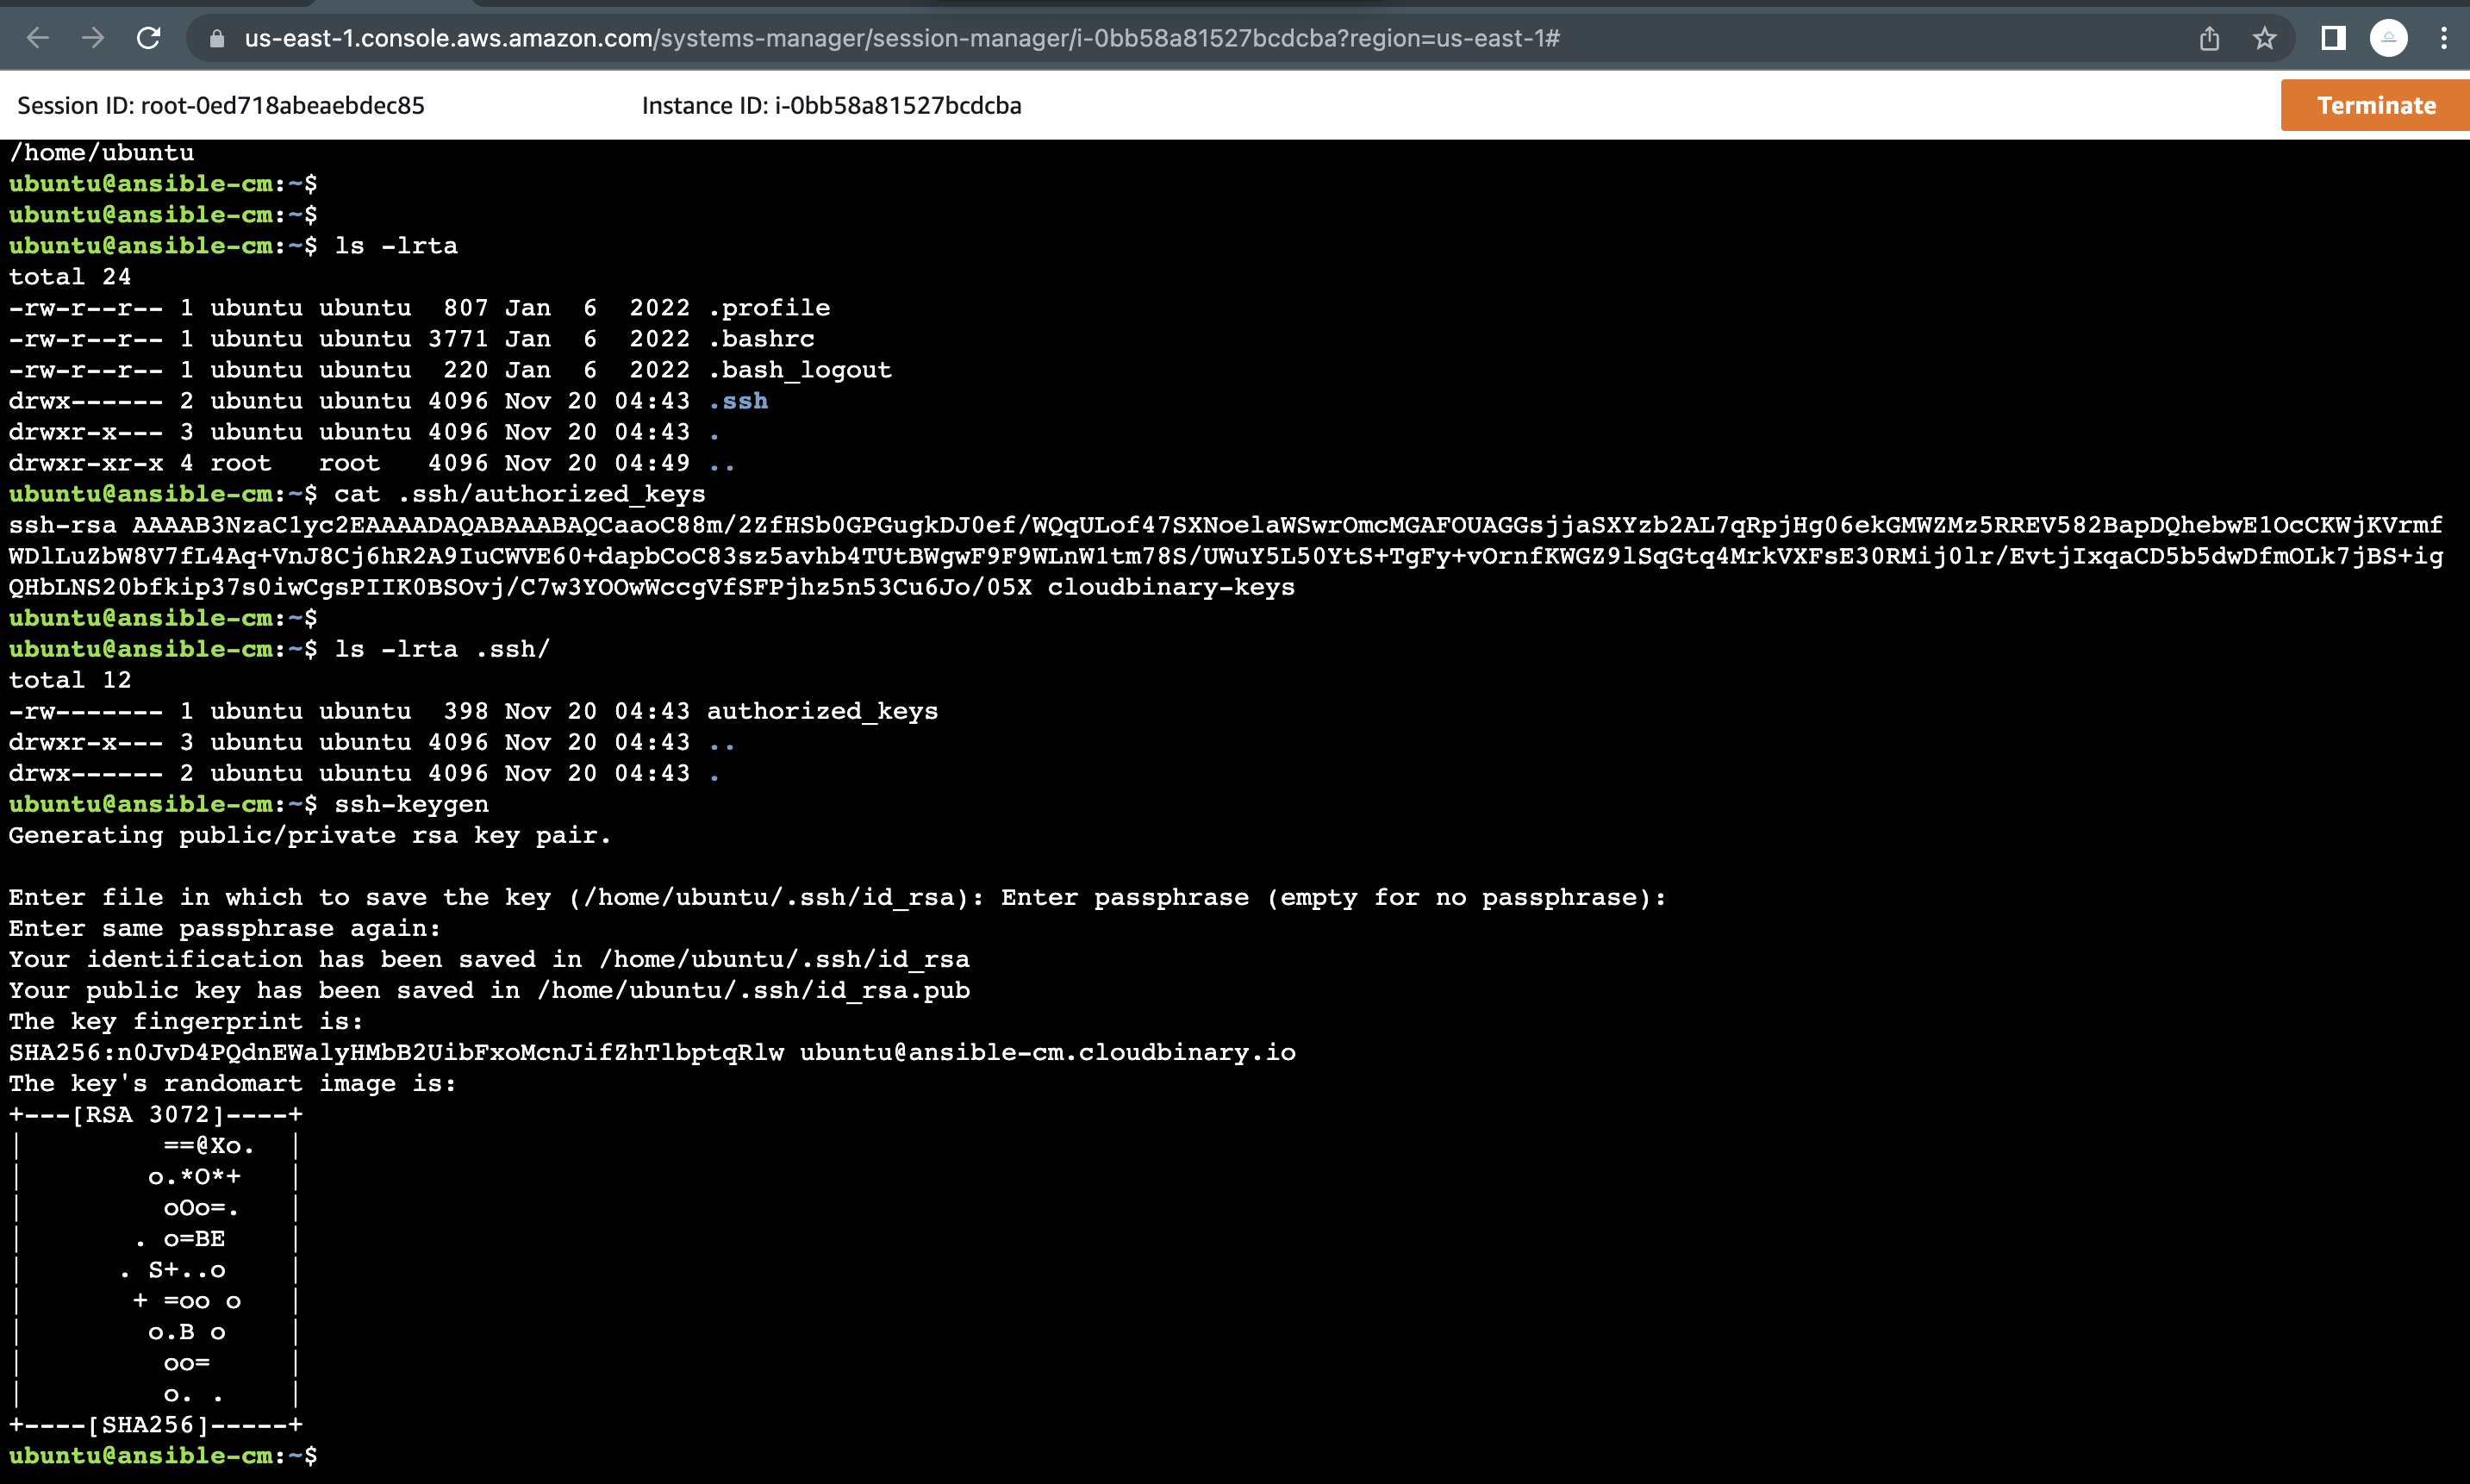 us-east-1.console.aws.amazon.com/systems-manager/session-manager/i-0bb58a81527bcdcba?region=us-east-1#
Session ID: root-0ed718abeaebdec85 Instance ID: i-0bb58a81527bcdcba Terminate
/home/ubuntu
ubuntu@ansible-cm:~$
ubuntu@ansible-cm:~$
ubuntu@ansible-cm:~$ ls -lrta
total 24
-rw-r--r-- 1 ubuntu ubuntu  807 Jan  6  2022 .profile
-rw-r--r-- 1 ubuntu ubuntu 3771 Jan  6  2022 .bashrc
-rw-r--r-- 1 ubuntu ubuntu  220 Jan  6  2022 .bash_logout
drwx------ 2 ubuntu ubuntu 4096 Nov 20 04:43 .ssh
drwxr-x--- 3 ubuntu ubuntu 4096 Nov 20 04:43 .
drwxr-xr-x 4 root   root   4096 Nov 20 04:49 ..
ubuntu@ansible-cm:~$ cat .ssh/authorized_keys
ssh-rsa AAAAB3NzaC1yc2EAAAADAQABAAABAQCaaoC88m/2ZfHSb0GPGugkDJ0ef/WQqULof47SXNoelaWSwrOmcMGAFOUAGGsjjaSXYzb2AL7qRpjHg06ekGMWZMz5RREV582BapDQhebwE1OcCKWjKVrmf
WDlLuZbW8V7fL4Aq+VnJ8Cj6hR2A9IuCWVE60+dapbCoC83sz5avhb4TUtBWgwF9F9WLnW1tm78S/UWuY5L50YtS+TgFy+vOrnfKWGZ9lSqGtq4MrkVXFsE30RMij0lr/EvtjIxqaCD5b5dwDfmOLk7jBS+ig
QHbLNS20bfkip37s0iwCgsPIIK0BSOvj/C7w3YOOwWccgVfSFPjhz5n53Cu6Jo/05X cloudbinary-keys
ubuntu@ansible-cm:~$
ubuntu@ansible-cm:~$ ls -lrta .ssh/
total 12
-rw------- 1 ubuntu ubuntu  398 Nov 20 04:43 authorized_keys
drwxr-x--- 3 ubuntu ubuntu 4096 Nov 20 04:43 ..
drwx------ 2 ubuntu ubuntu 4096 Nov 20 04:43 .
ubuntu@ansible-cm:~$ ssh-keygen
Generating public/private rsa key pair.
Enter file in which to save the key (/home/ubuntu/.ssh/id_rsa): Enter passphrase (empty for no passphrase):
Enter same passphrase again:
Your identification has been saved in /home/ubuntu/.ssh/id_rsa
Your public key has been saved in /home/ubuntu/.ssh/id_rsa.pub
The key fingerprint is:
SHA256:n0JvD4PQdnEWalyHMbB2UibFxoMcnJifZhTlbptqRlw ubuntu@ansible-cm.cloudbinary.io
The key's randomart image is:
+---[RSA 3072]----+
|         ==@Xo.  |
|        o.*O*+   |
|         oOo=.   |
|       . o=BE    |
|      . S+..o    |
|       + =oo o   |
|        o.B o    |
|         oo=     |
|         o. .    |
+----[SHA256]-----+
ubuntu@ansible-cm:~$